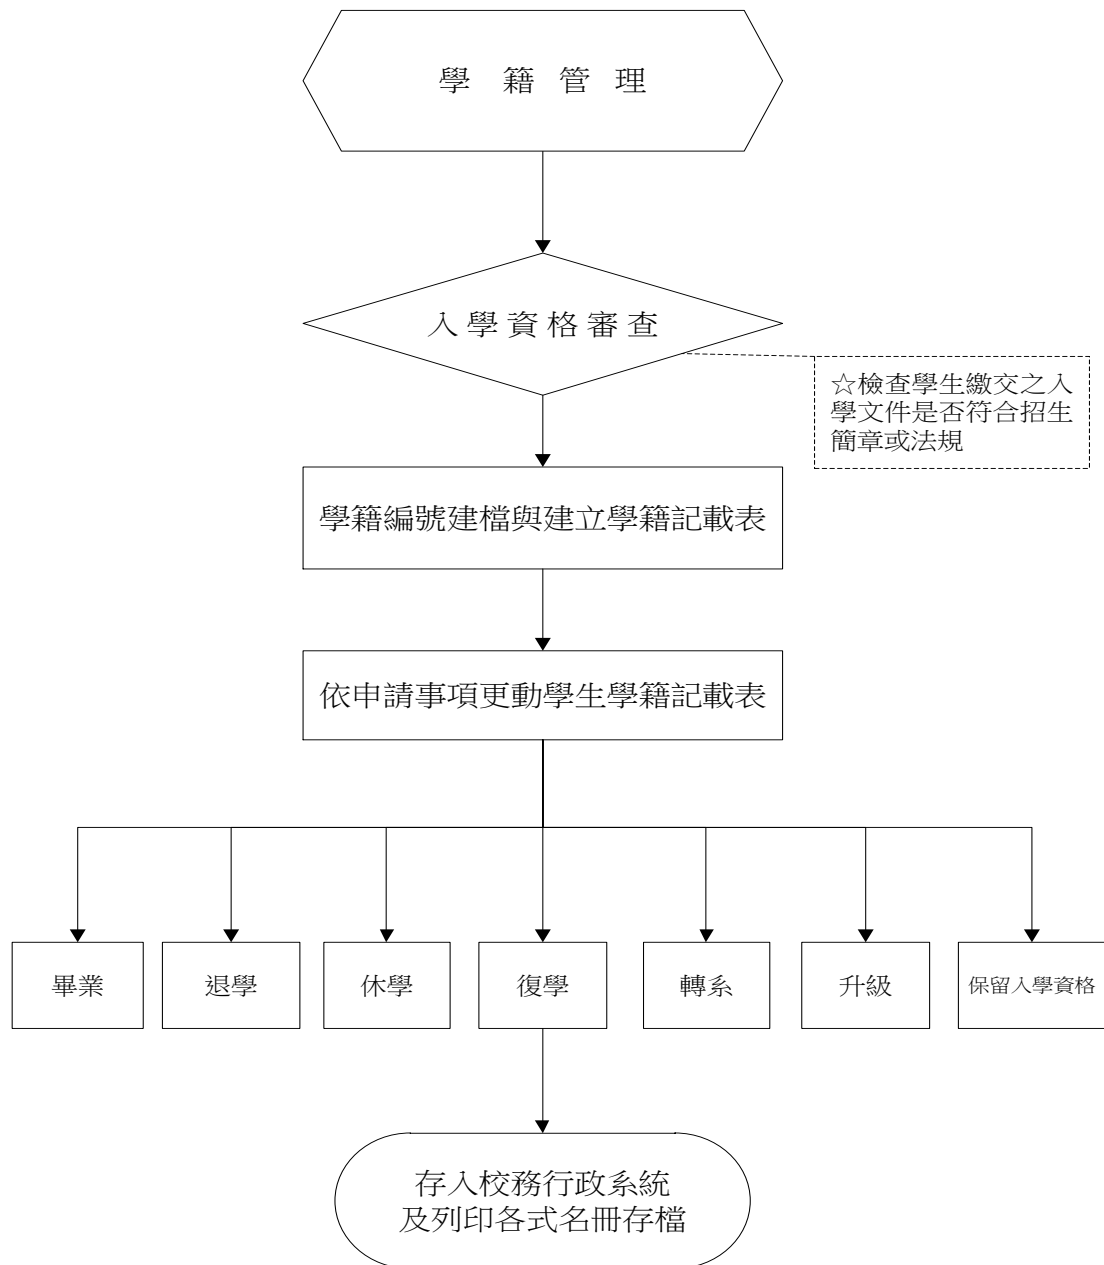 學 籍 管 理
入學資格審查
☆檢查學生繳交之入
學文件是否符合招生
簡章或法規
學籍編號建檔與建立學籍記載表
依申請事項更動學生學籍記載表
畢業
退學
休學
復學
轉系
升級
保留入學資格
存入校務行政系統
及列印各式名冊存檔